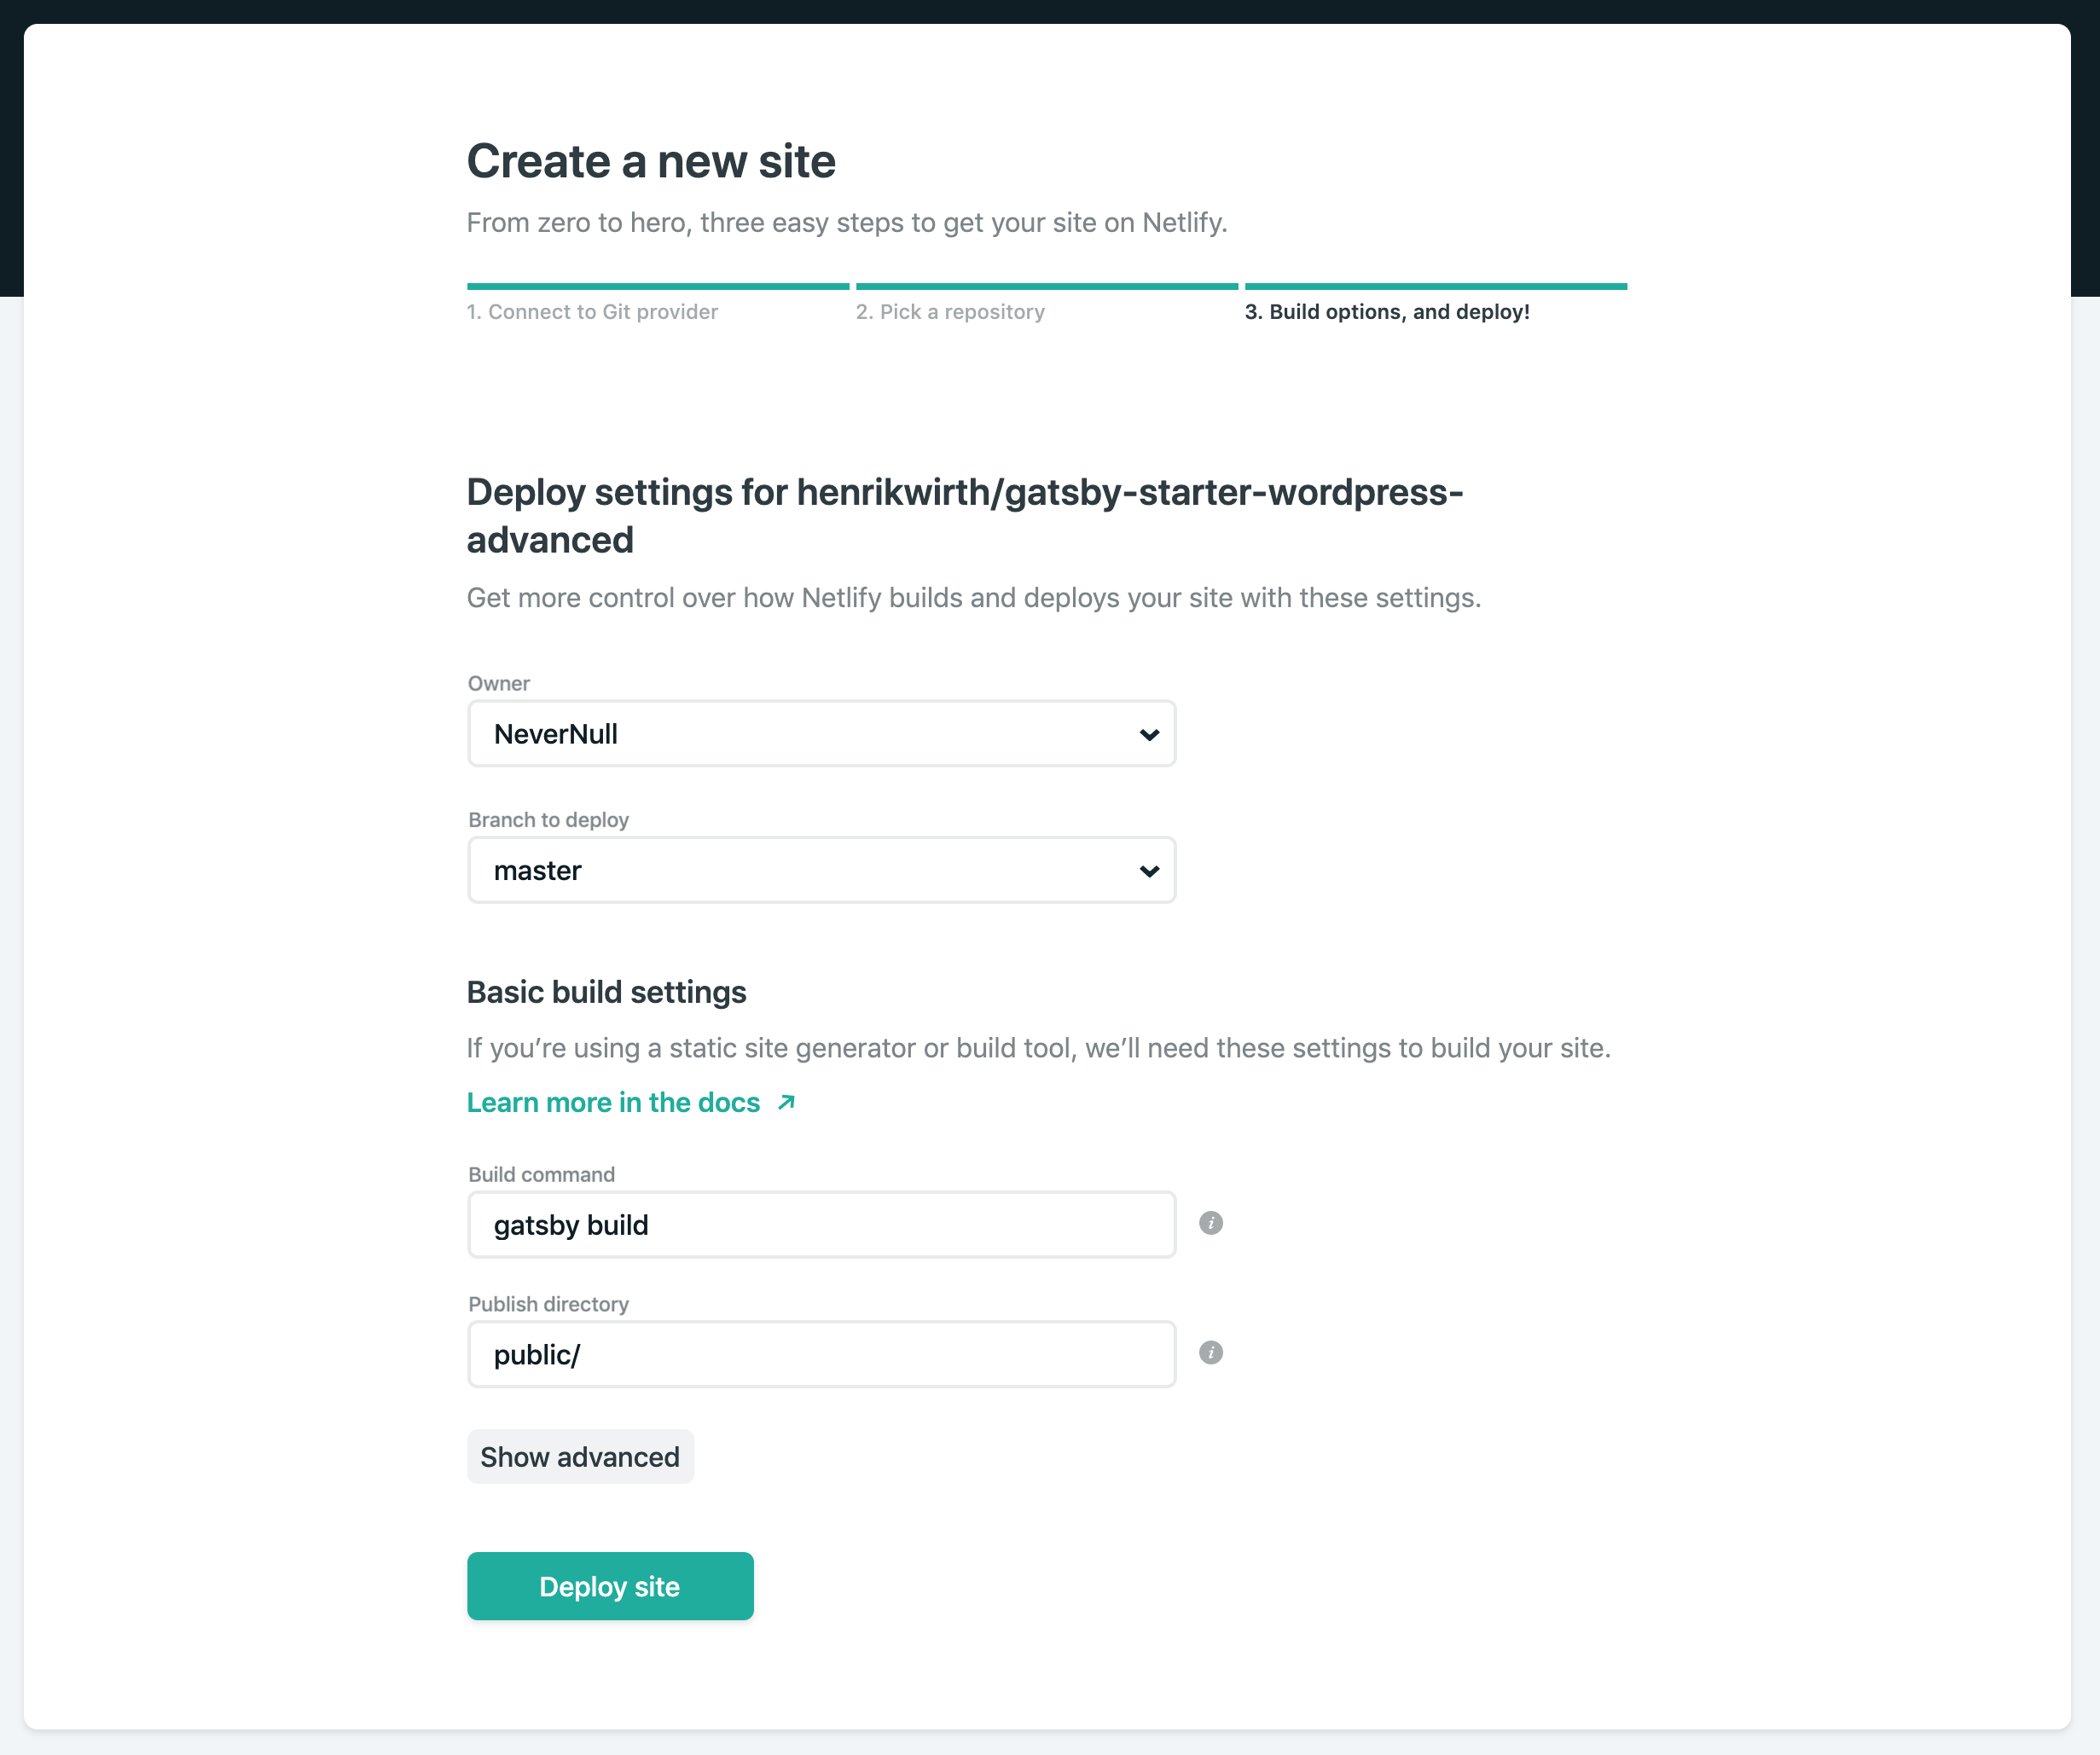 Create a new site
From zero to hero, three easy steps to get your site on Netlify.
1. Connect to Git provider
2. Pick a repository
3. Build options, and deploy!
Deploy settings for henrikwirth/gatsby-starter-wordpress-
advanced
Get more control over how Netlify builds and deploys your site with these settings.
Owner
NeverNull
Branch to deploy
master
Basic build settings
If you’re using a static site generator or build tool, we’ll need these settings to build your site.
Learn more in the docs
Build command
gatsby build
Publish directory
public/
Show advanced
Deploy site